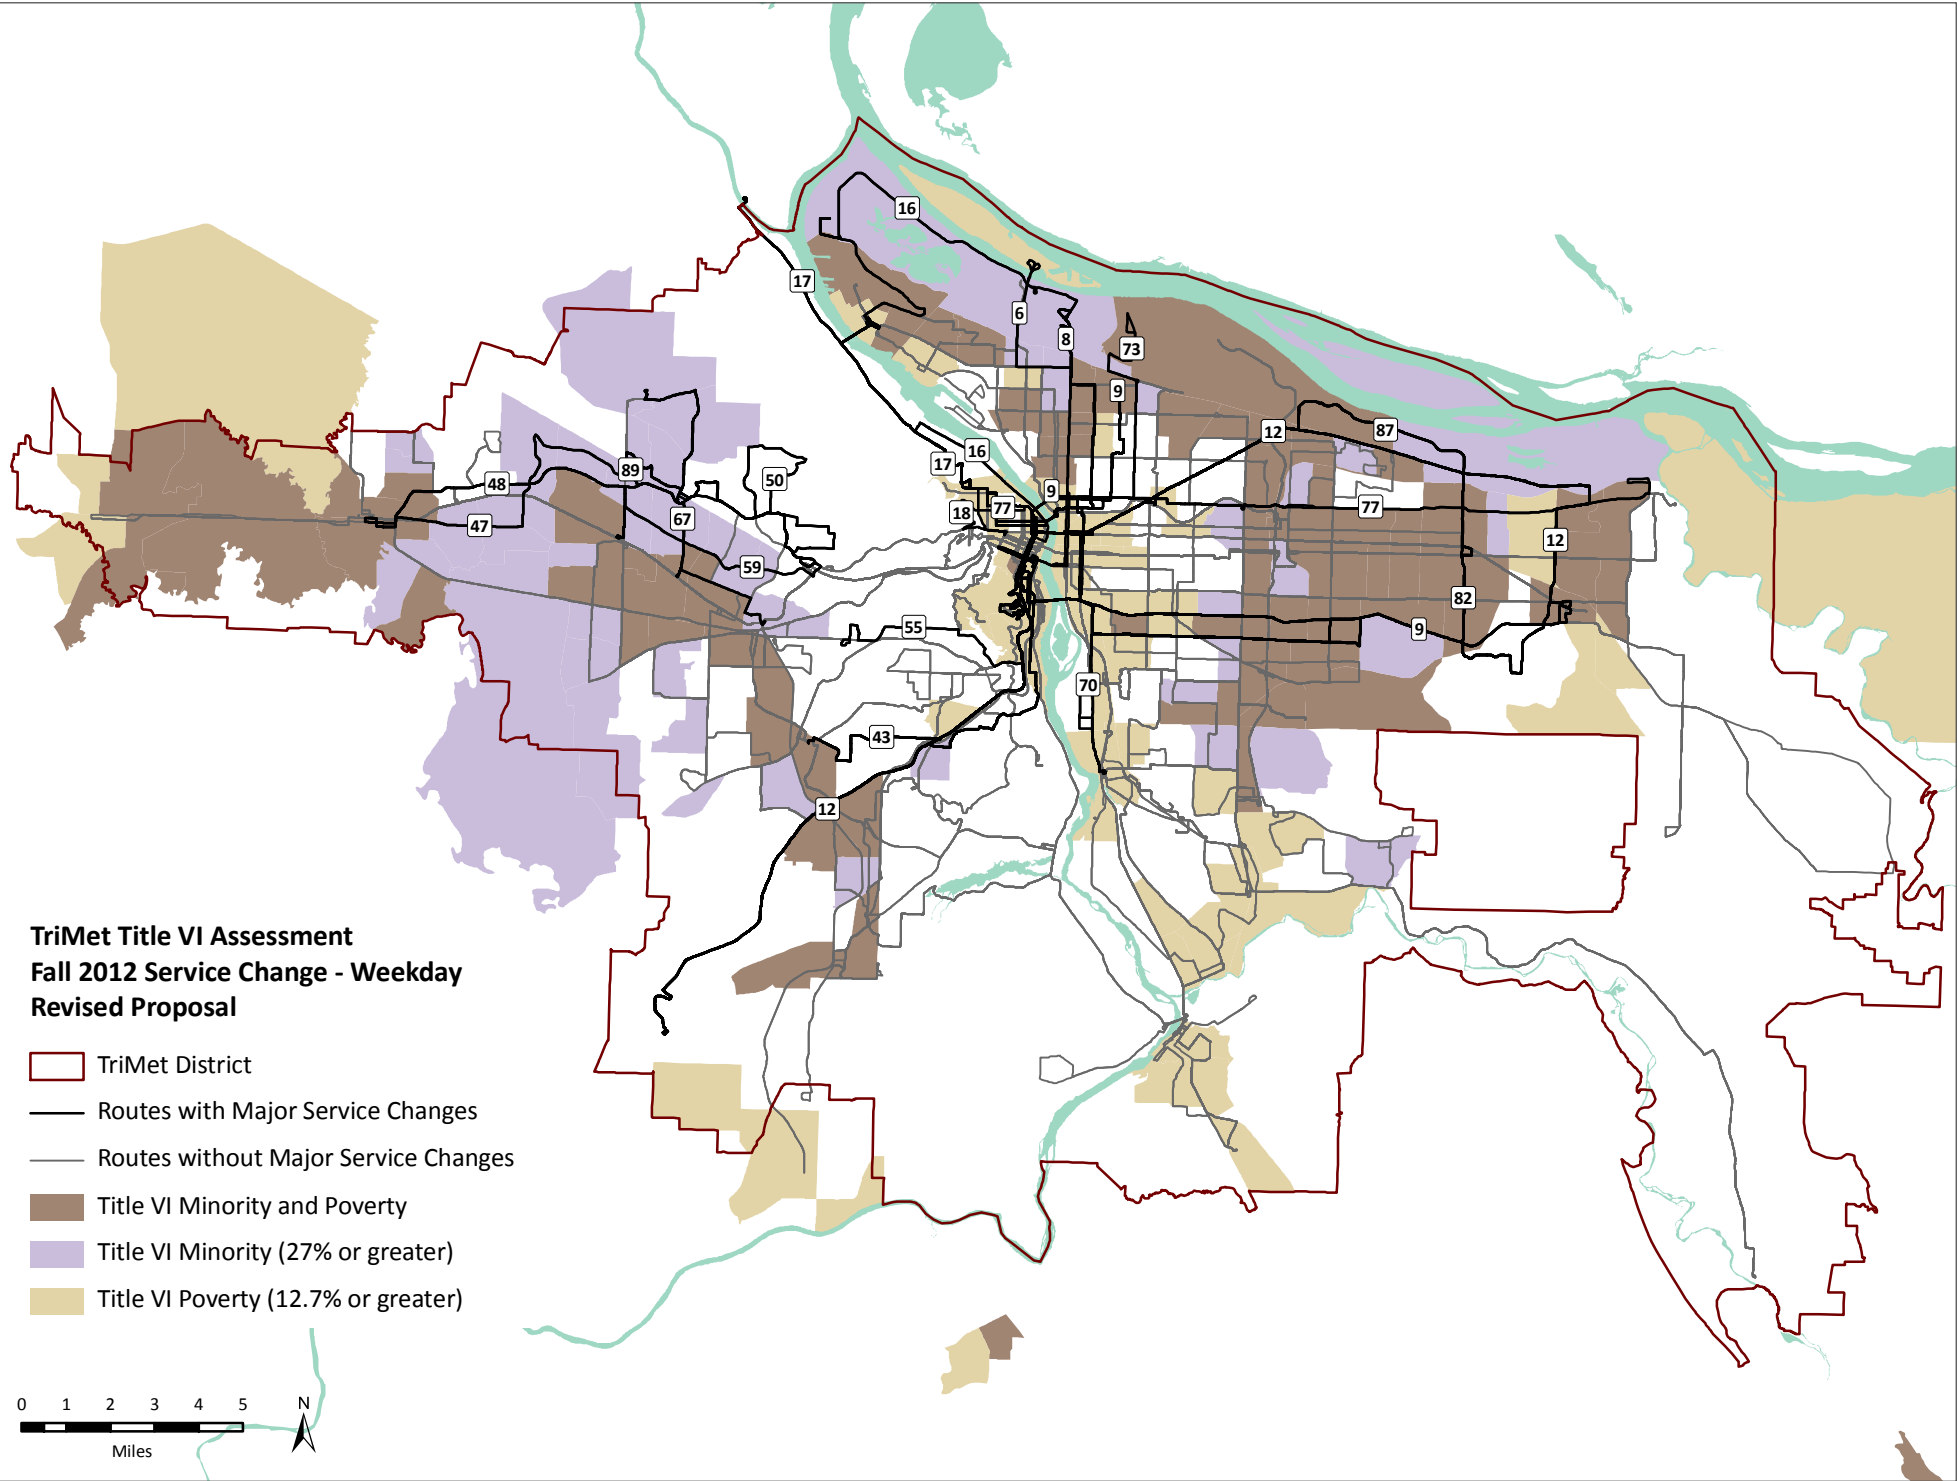 16
17
6
8
73
9
12
87
16
17
89
50
48
9
77
77
18
67
47
12
59
82
55
9
70
43
12
TriMet Title VI Assessment
Fall 2012 Service Change - Weekday
Revised Proposal
TriMet District
Routes with Major Service Changes
Routes without Major Service Changes
Title VI Minority and Poverty
Title VI Minority (27% or greater)
Title VI Poverty (12.7% or greater)
0 1 2 3 4 5
Miles
N